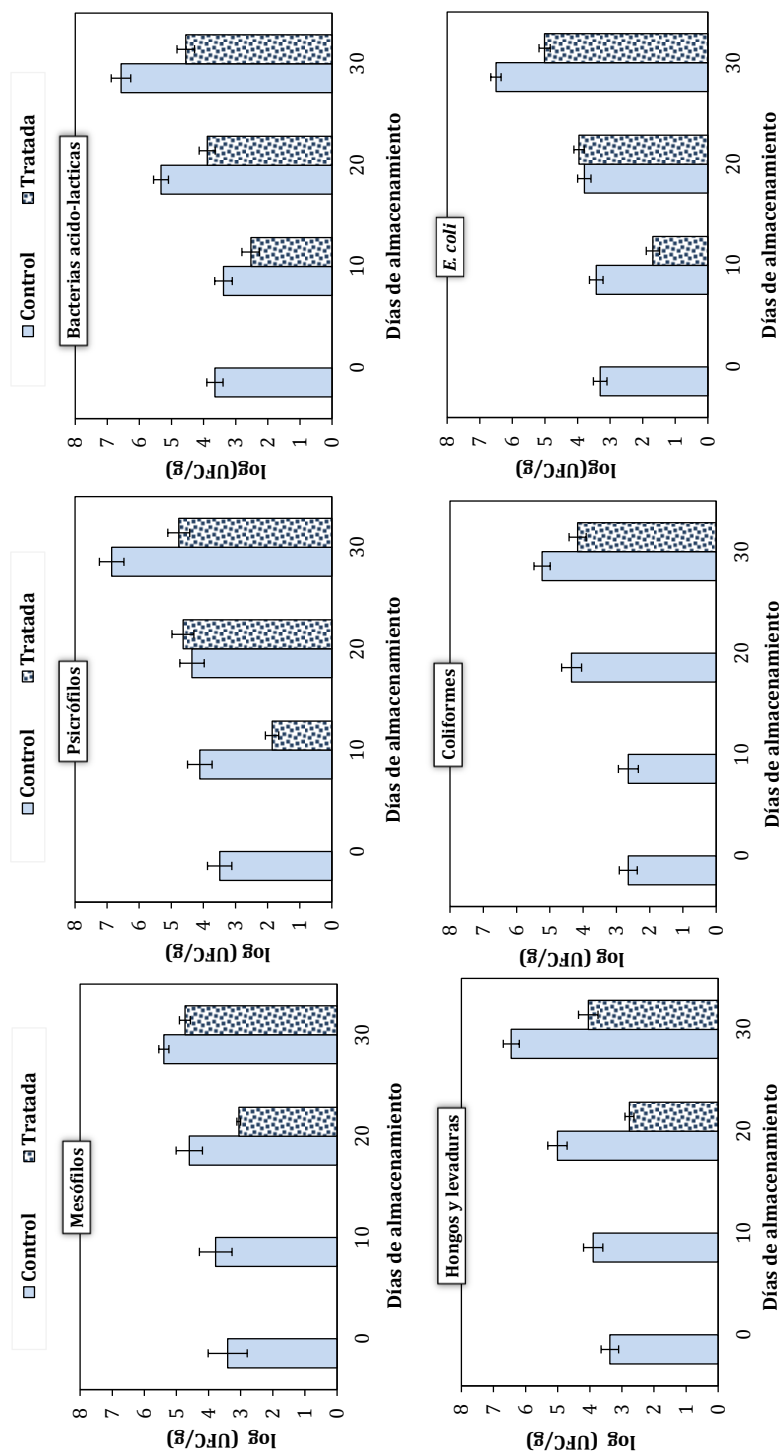 Control Tratada
Mesófilos
8
7
6
5
4
3
2
1
0
log (UFC/g)
0 10 20 30
Días de almacenamiento
Control Tratada
Psicrófilos
8
7
6
5
4
3
2
1
0
log (UFC/g)
0 10 20 30
Días de almacenamiento
Control Tratada
Bacterias acido-lacticas
8
7
6
5
4
3
2
1
0
log(UFC/g)
0 10 20 30
Días de almacenamiento
Hongos y levaduras
8
7
6
5
4
3
2
1
0
log (UFC/g)
0 10 20 30
Días de almacenamiento
Coliformes
8
7
6
5
4
3
2
1
0
log (UFC/g)
0 10 20 30
Días de almacenamiento
E. coli
8
7
6
5
4
3
2
1
0
log(UFC/g)
0 10 20 30
Días de almacenamiento